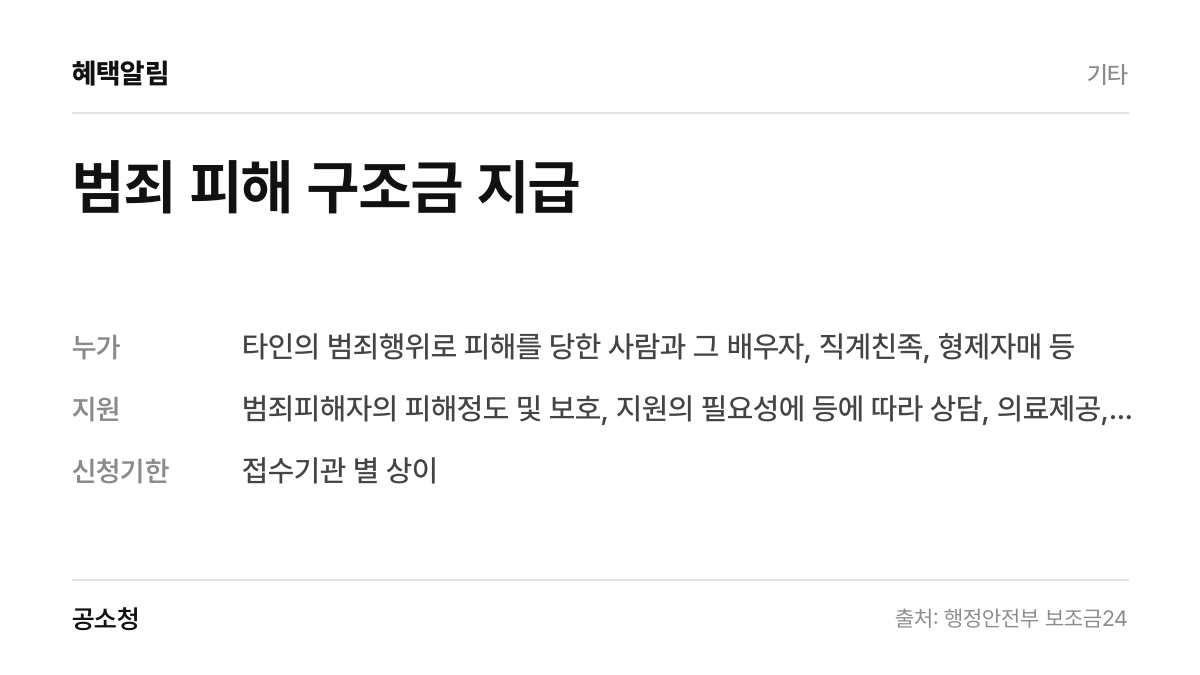 혜택알림
기타
범죄 피해 구조금 지급
누가 타인의 범죄행위로 피해를 당한 사람과 그 배우자, 직계친족, 형제자매 등
지원 범죄피해자의 피해정도 및 보호, 지원의 필요성에 등에 따라 상담, 의료제공,...
신청기한 접수기관 별 상이
공소청
출처: 행정안전부 보조금24